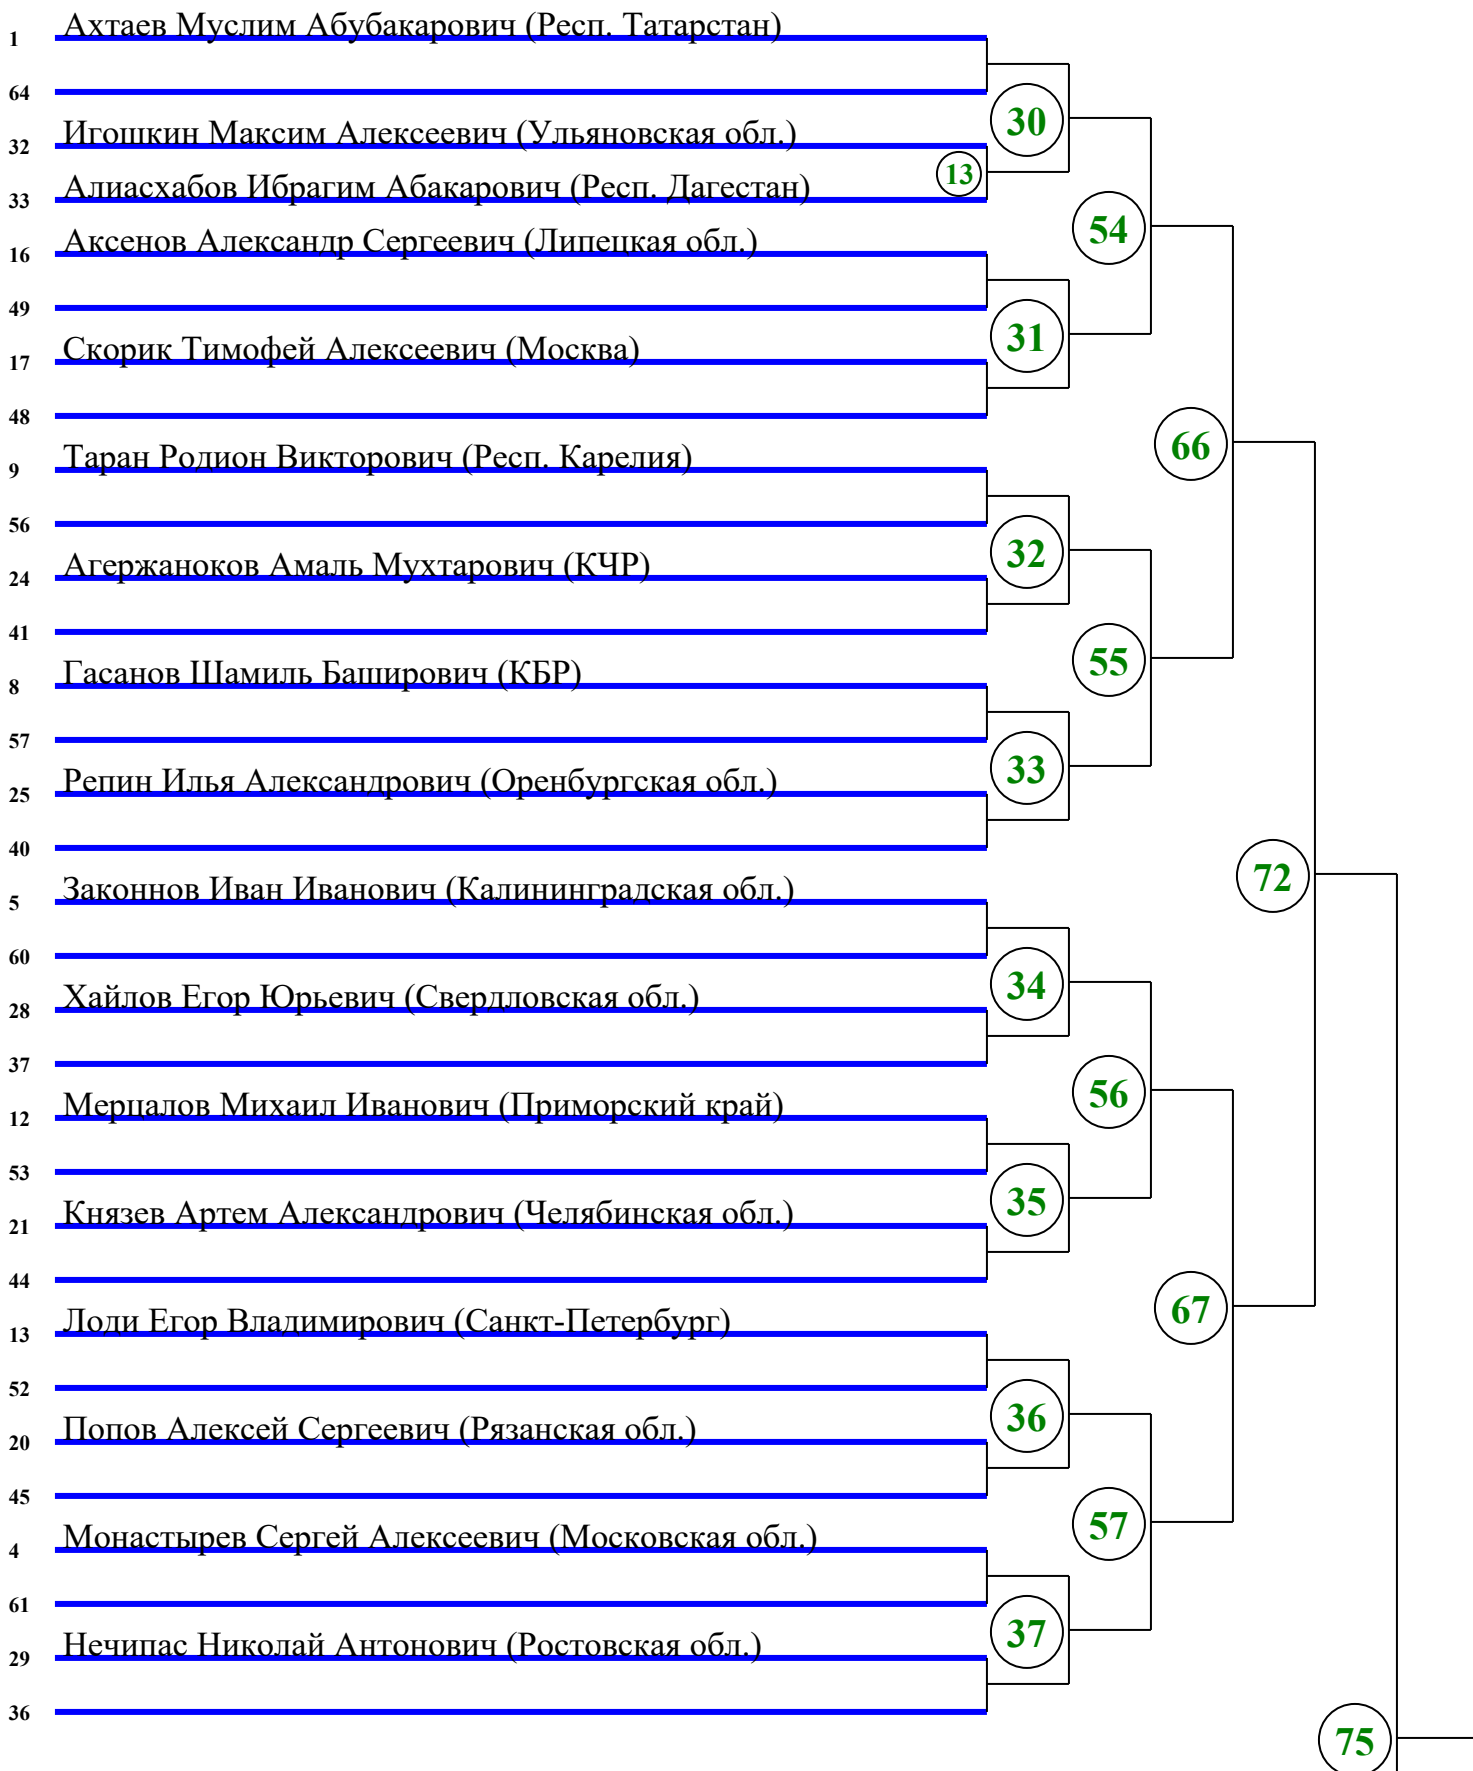 1 Ахтаев Муслим Абубакарович (Респ. Татарстан)
64
30
32 Игошкин Максим Алексеевич (Ульяновская обл.)
13
33 Алиасхабов Ибрагим Абакарович (Респ. Дагестан)
54
16 Аксенов Александр Сергеевич (Липецкая обл.)
49
31
17 Скорик Тимофей Алексеевич (Москва)
48
66
9 Таран Родион Викторович (Респ. Карелия)
56
32
24 Агержаноков Амаль Мухтарович (КЧР)
41
55
8 Гасанов Шамиль Баширович (КБР)
57
33
25 Репин Илья Александрович (Оренбургская обл.)
40
72
5 Законнов Иван Иванович (Калининградская обл.)
60
34
28 Хайлов Егор Юрьевич (Свердловская обл.)
37
56
12 Мерцалов Михаил Иванович (Приморский край)
53
35
21 Князев Артем Александрович (Челябинская обл.)
44
67
13 Лоди Егор Владимирович (Санкт-Петербург)
52
36
20 Попов Алексей Сергеевич (Рязанская обл.)
45
57
4 Монастырев Сергей Алексеевич (Московская обл.)
61
37
29 Нечипас Николай Антонович (Ростовская обл.)
36
75